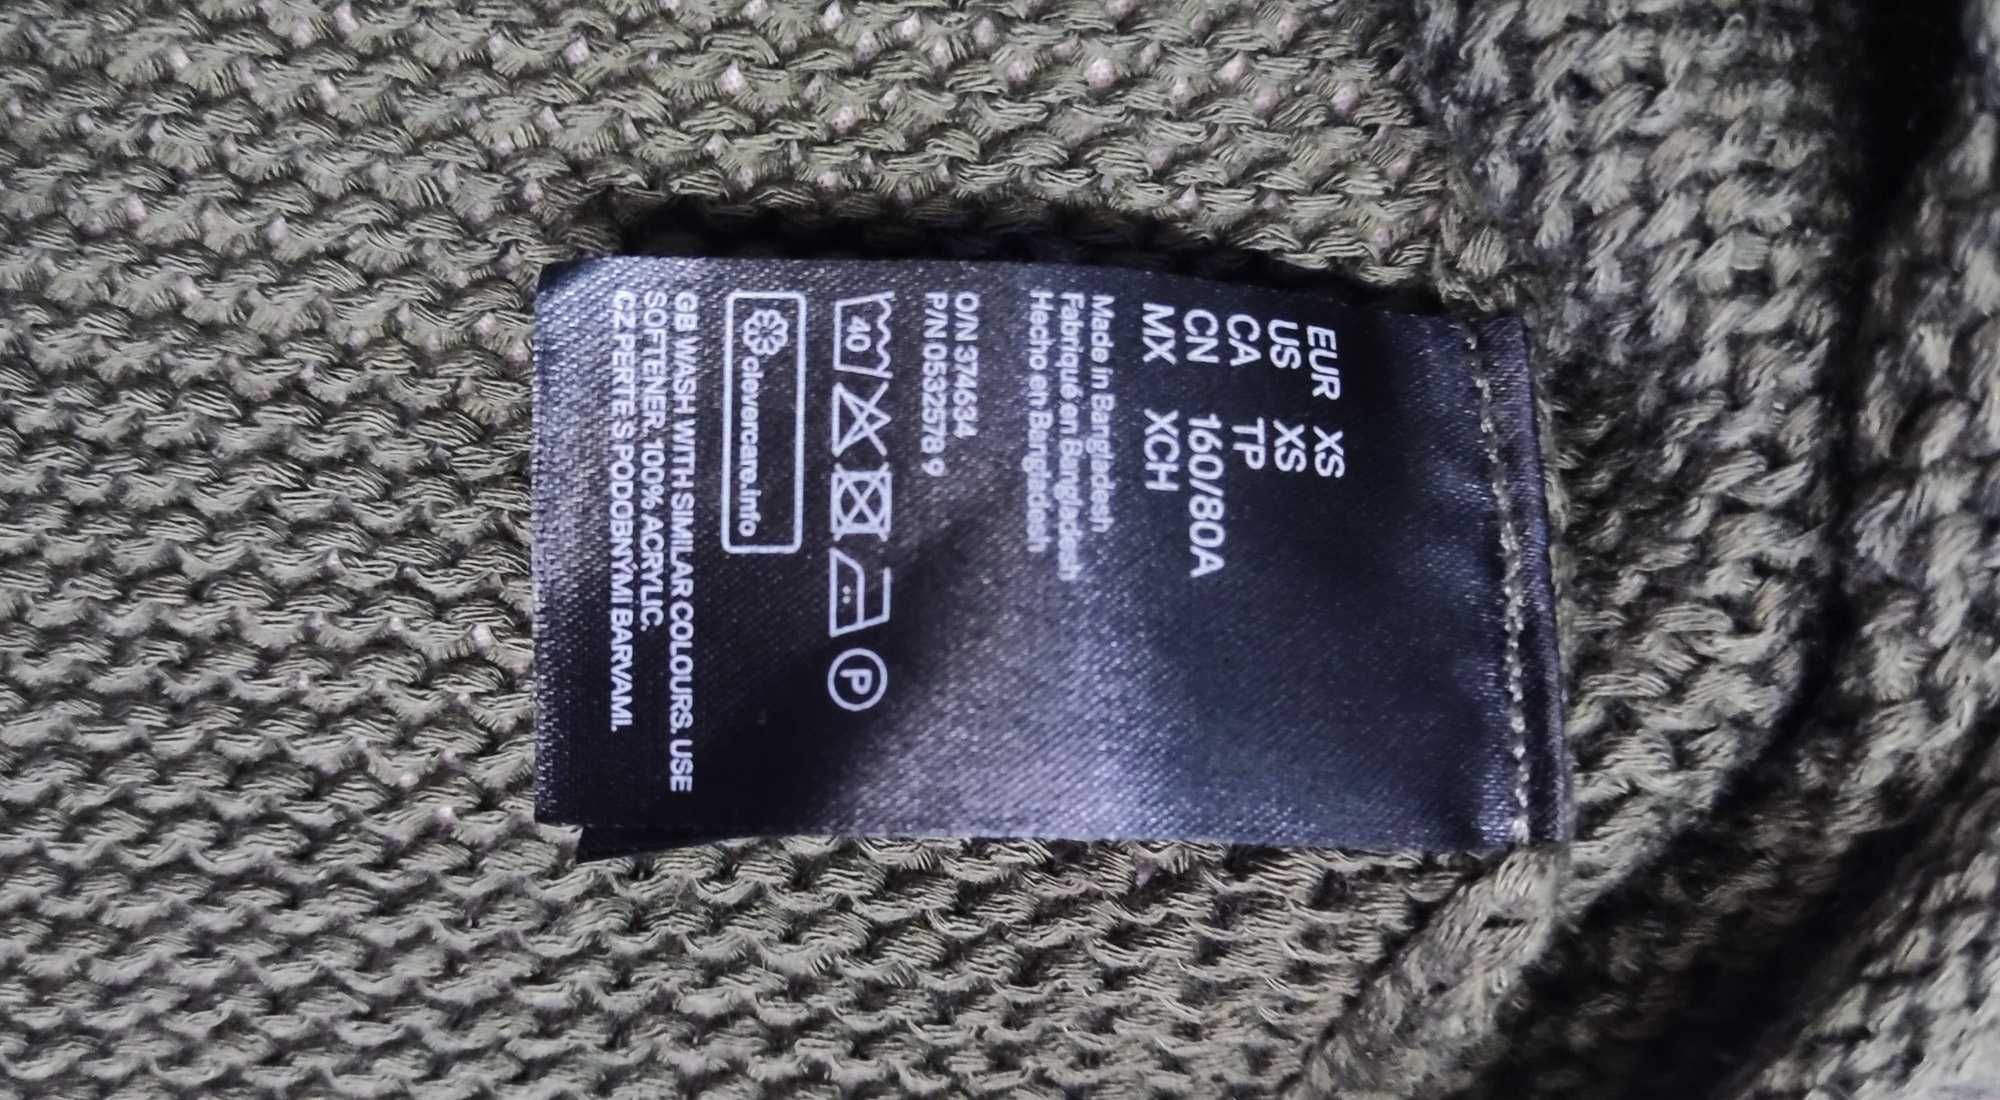 EUR XS
US XS
CA TP
CN 160/80A
MX XCH
Made in Bangladesh
Fabriqué en Bangladesh
Hecho en Bangladesh
O/N 374634
P/N 0532578 9
40
P
clevercare.info
GB WASH WITH SIMILAR COLOURS. USE
SOFTENER. 100% ACRYLIC.
CZ PERTE S PODOBNÝMI BARVAMI.